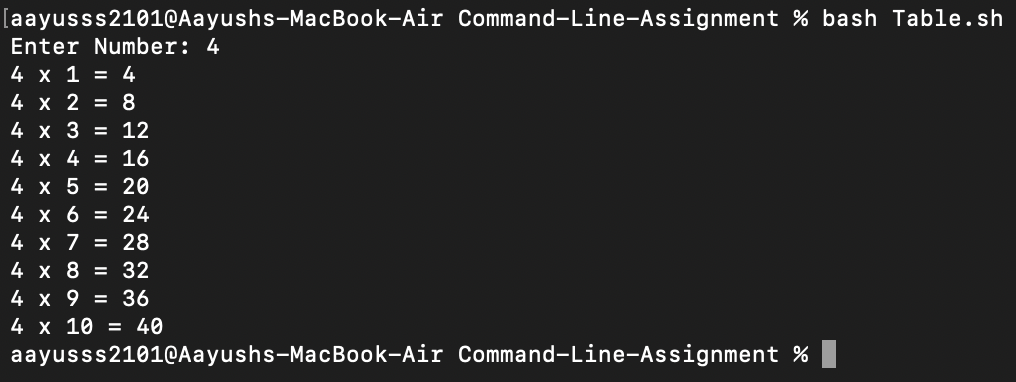 [aayusss2101@Aayushs-MacBook-Air Command-Line-Assignment % bash Table.sh
Enter Number: 4
4 x 1 = 4
4 x 2 = 8
4 x 3 = 12
4 x 4 = 16
4 x 5 = 20
4 x 6 = 24
4 x 7 = 28
4 x 8 = 32
4 x 9 = 36
4 x 10 = 40
aayusss2101@Aayushs-MacBook-Air Command-Line-Assignment %